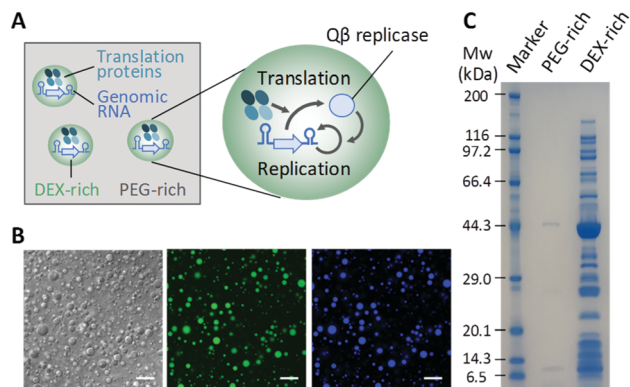 A
Translation
proteins
Genomic
RNA
DEX-rich
PEG-rich
Qβ replicase
Translation
Replication
B
C
Mw
(kDa)
Marker
PEG-rich
DEX-rich
200
116
97.2
66.4
44.3
29.0
20.1
14.3
6.5